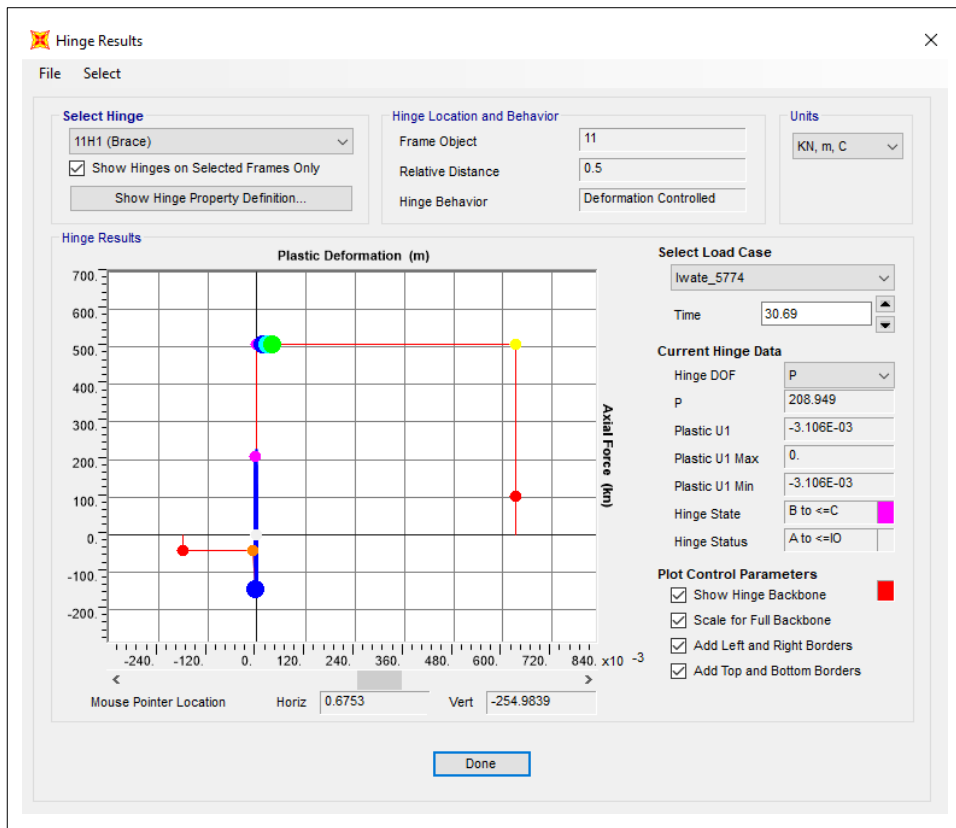 Hinge Results
File Select
Select Hinge
11H1 (Brace)
Show Hinges on Selected Frames Only
Show Hinge Property Definition...
Hinge Location and Behavior
Frame Object 11
Relative Distance 0.5
Hinge Behavior Deformation Controlled
Units
KN, m, C
Hinge Results
Plastic Deformation (m)
700.
600.
500.
400.
300.
200.
100.
0.
-100.
-200.
Axial Force (kn)
-240. -120. 0. 120. 240. 360. 480. 600. 720. 840. x10 -3
Mouse Pointer Location Horiz 0.6753 Vert -254.9839
Select Load Case
Iwate_5774
Time 30.69
Current Hinge Data
Hinge DOF P
P 208.949
Plastic U1 -3.106E-03
Plastic U1 Max 0.
Plastic U1 Min -3.106E-03
Hinge State B to <=C
Hinge Status A to <=IO
Plot Control Parameters
Show Hinge Backbone
Scale for Full Backbone
Add Left and Right Borders
Add Top and Bottom Borders
Done